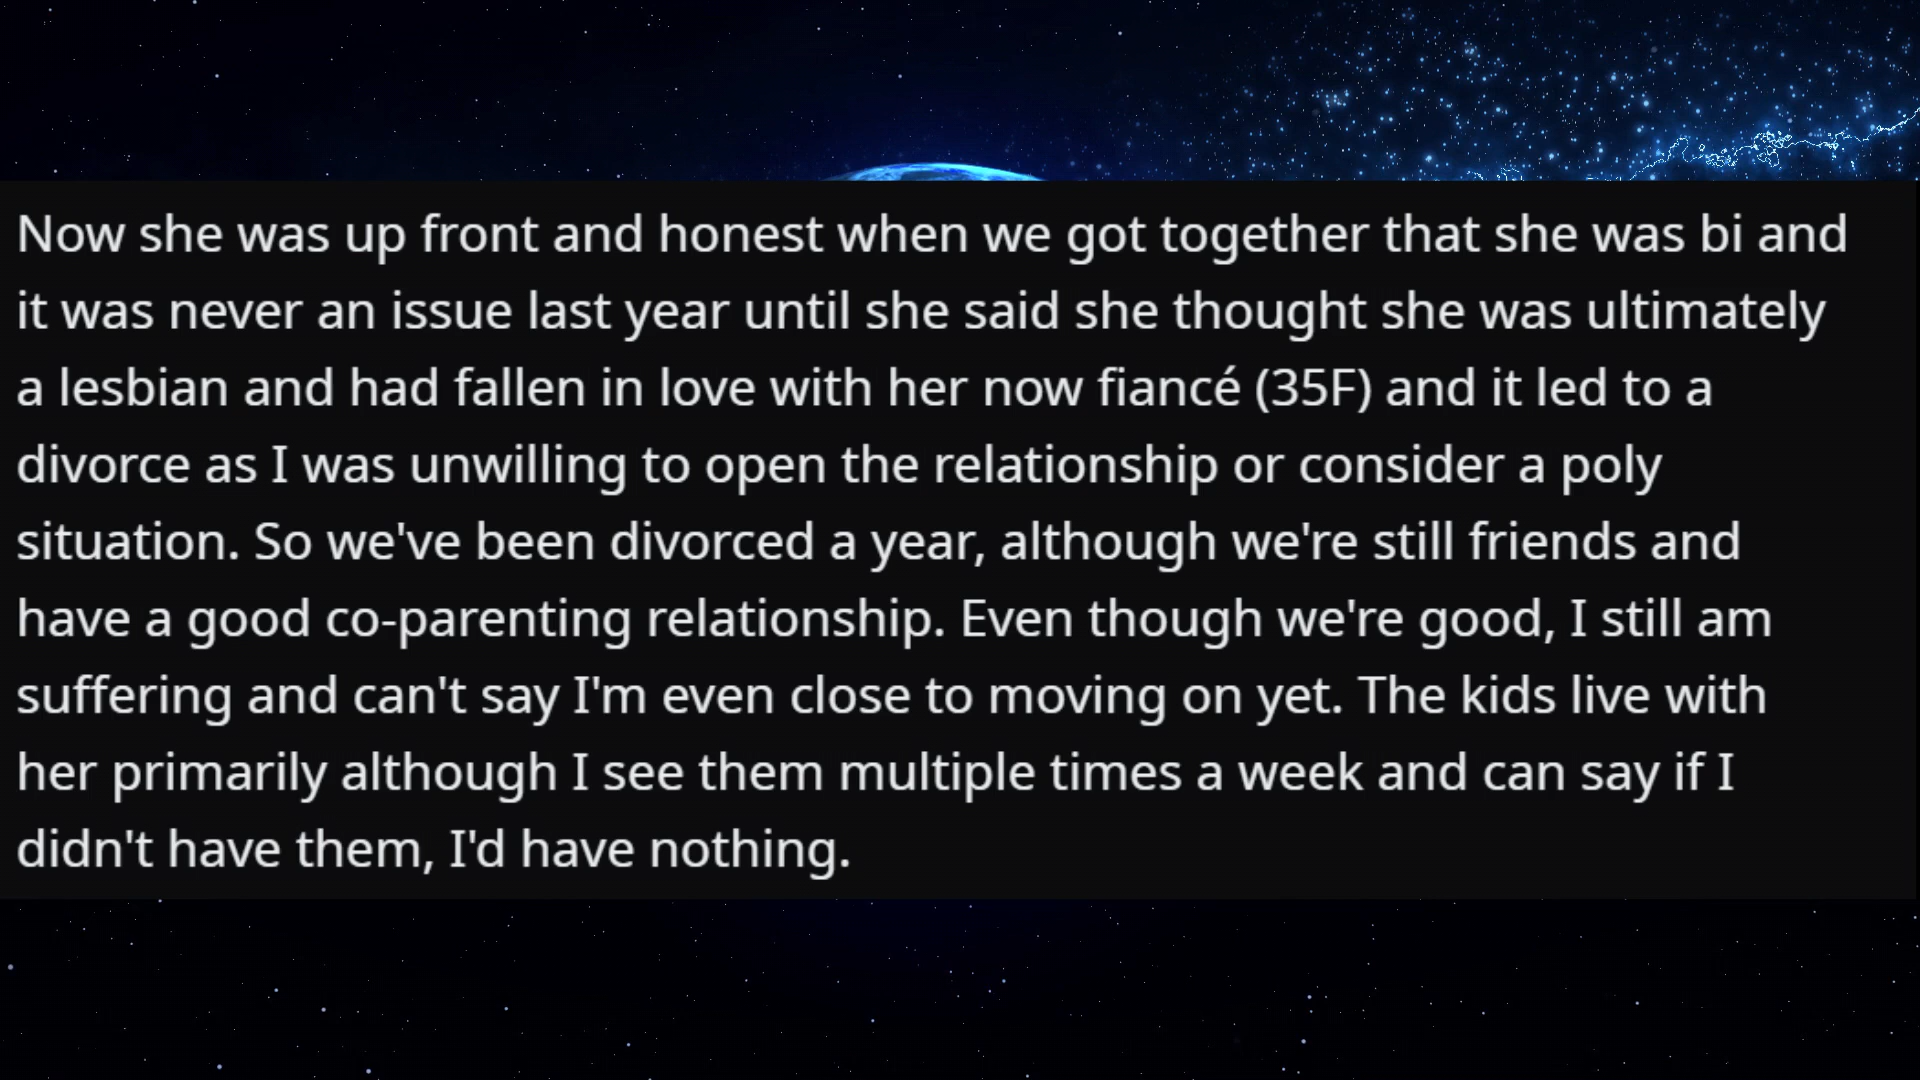 Now she was up front and honest when we got together that she was bi and
it was never an issue last year until she said she thought she was ultimately
a lesbian and had fallen in love with her now fiancé (35F) and it led to a
divorce as I was unwilling to open the relationship or consider a poly
situation. So we've been divorced a year, although we're still friends and
have a good co-parenting relationship. Even though we're good, I still am
suffering and can't say I'm even close to moving on yet. The kids live with
her primarily although I see them multiple times a week and can say if I
didn't have them, I'd have nothing.